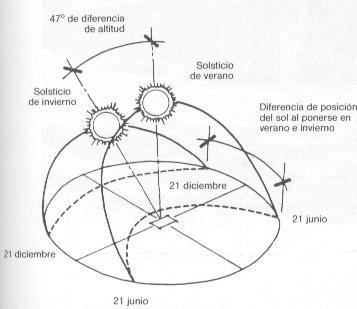 47º de diferencia
de altitud
Solsticio
de verano
Solsticio
de invierno
Diferencia de posición
del sol al ponerse en
verano e invierno
21 diciembre
21 junio
21 diciembre
21 junio